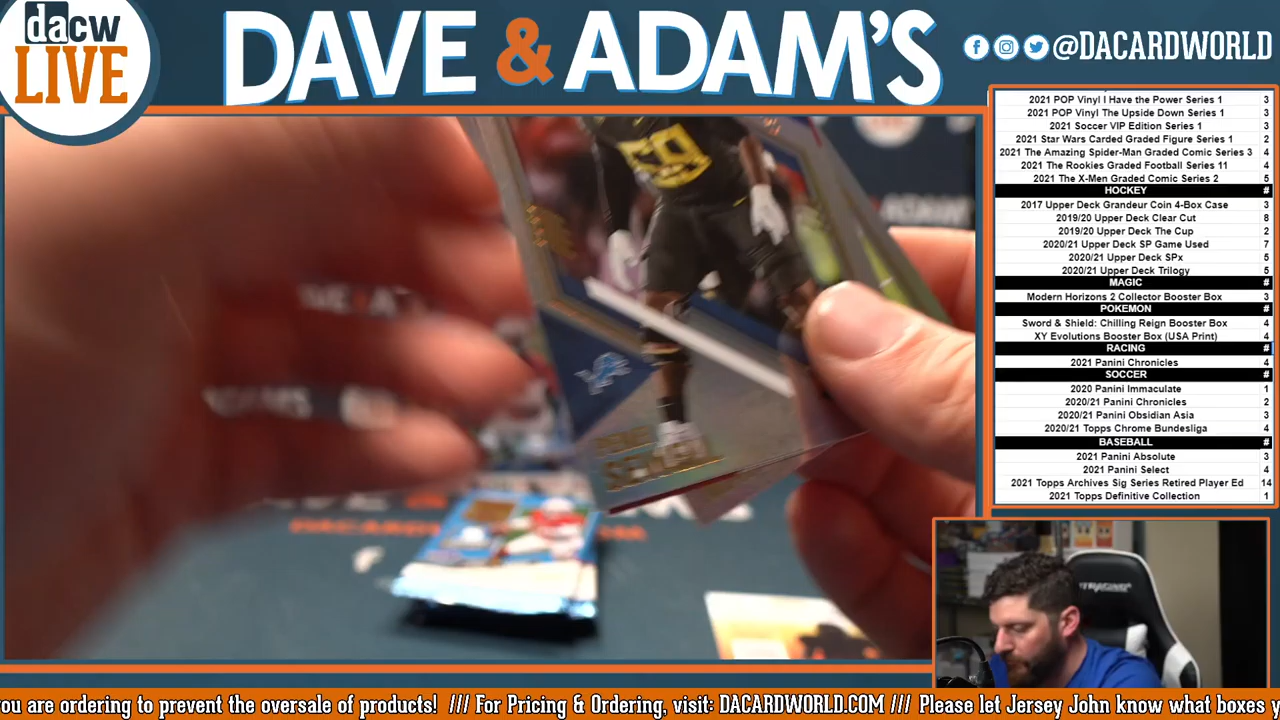 dacw
LIVE
DAVE & ADAM'S
@DACARDWORLD
2021 POP Vinyl I Have the Power Series 1 3
2021 POP Vinyl The Upside Down Series 1 3
2021 Soccer VIP Edition Series 1 3
2021 Star Wars Carded Graded Figure Series 1 2
2021 The Amazing Spider-Man Graded Comic Series 3 4
2021 The Rookies Graded Football Series 11 4
2021 The X-Men Graded Comic Series 2 5
HOCKEY #
2017 Upper Deck Grandeur Coin 4-Box Case 3
2019/20 Upper Deck Clear Cut 8
2019/20 Upper Deck The Cup 2
2020/21 Upper Deck SP Game Used 7
2020/21 Upper Deck SPx 5
2020/21 Upper Deck Trilogy 5
MAGIC #
Modern Horizons 2 Collector Booster Box 3
POKEMON #
Sword & Shield: Chilling Reign Booster Box 4
XY Evolutions Booster Box (USA Print) 4
RACING #
2021 Panini Chronicles 4
SOCCER #
2020 Panini Immaculate 1
2020/21 Panini Chronicles 2
2020/21 Panini Obsidian Asia 3
2020/21 Topps Chrome Bundesliga 4
BASEBALL #
2021 Panini Absolute 3
2021 Panini Select 4
2021 Topps Archives Sig Series Retired Player Ed 14
2021 Topps Definitive Collection 1
ou are ordering to prevent the oversale of products! /// For Pricing & Ordering, visit: DACARDWORLD.COM /// Please let Jersey John know what boxes y